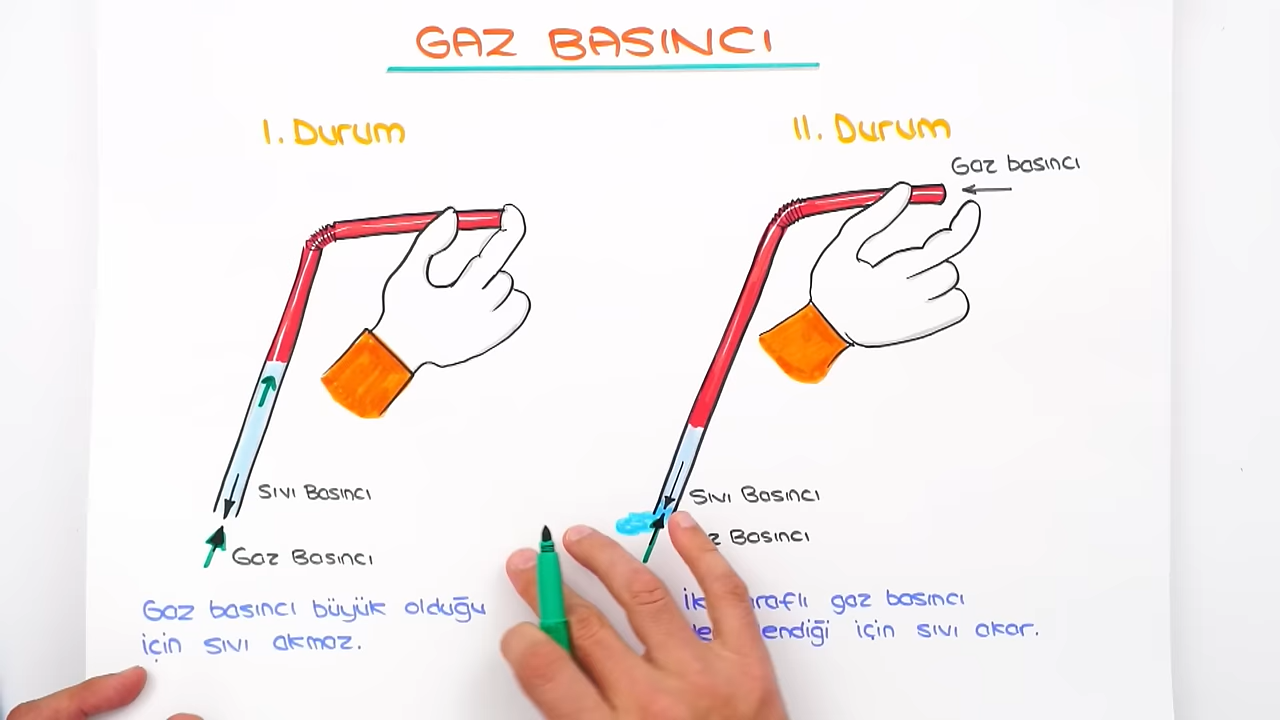 GAZ BASINCI
I. Durum
II. Durum
Gaz basıncı
Sıvı Basıncı
Gaz Basıncı
Gaz basıncı büyük olduğu
için sıvı akmaz.
Sıvı Basıncı
Basıncı
gaz basıncı
için sıvı akar.